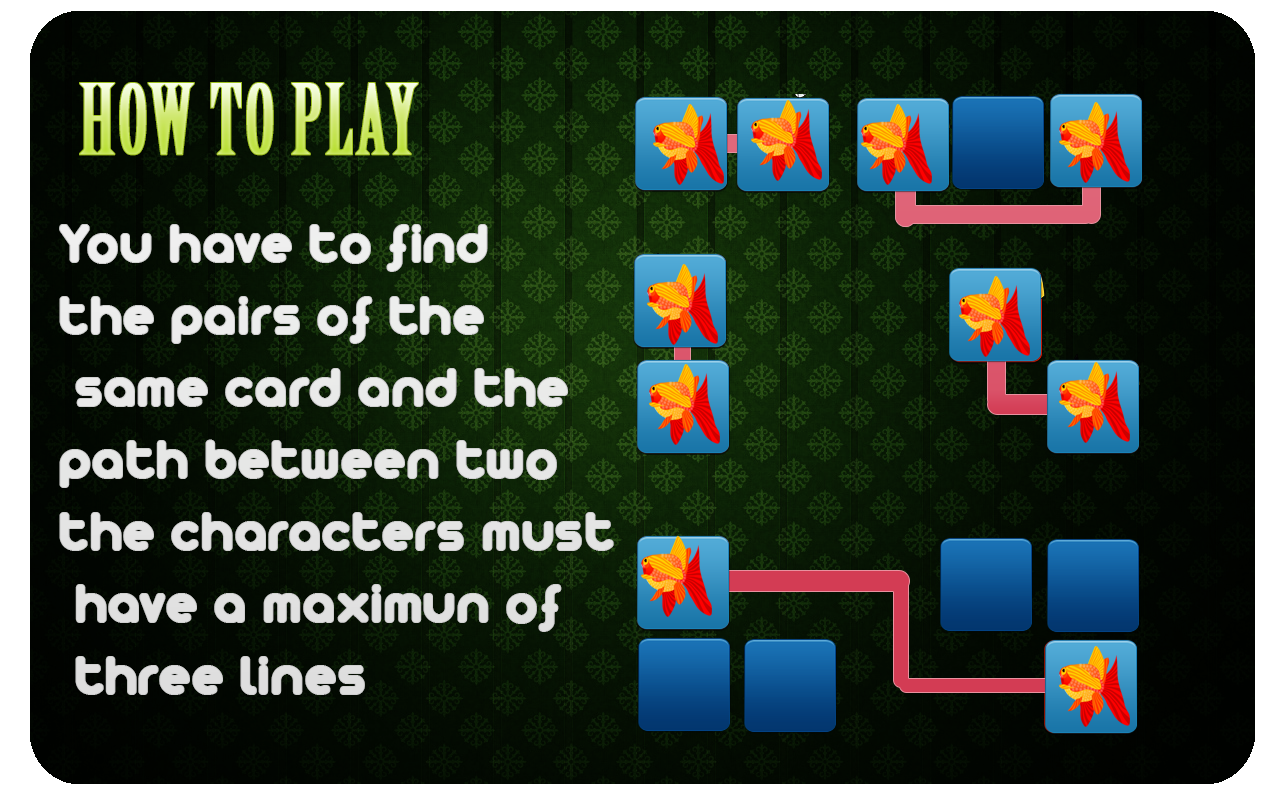 HOW TO PLAY
You have to find
the pairs of the
same card and the
path between two
the characters must
have a maximun of
three lines